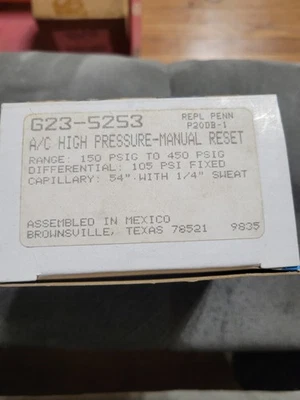 G23-5253
REPL PENN
P20DB-1
A/C HIGH PRESSURE-MANUAL RESET
RANGE: 150 PSIG TO 450 PSIG
DIFFERENTIAL: 105 PSI FIXED
CAPILLARY: 54" WITH 1/4" SWEAT
ASSEMBLED IN MEXICO
BROWNSVILLE, TEXAS 78521 9835